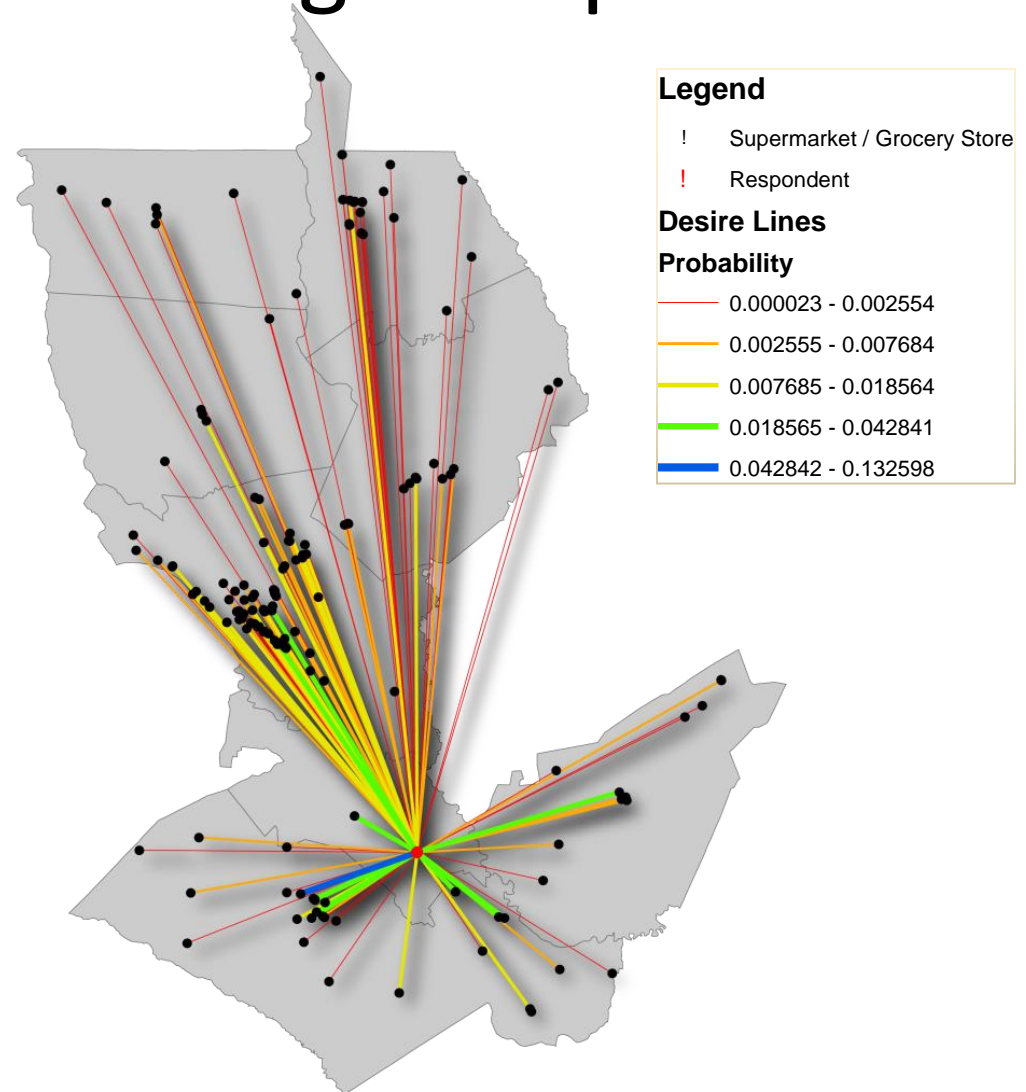 Legend
! Supermarket / Grocery Store
! Respondent
Desire Lines
Probability
0.000023 - 0.002554
0.002555 - 0.007684
0.007685 - 0.018564
0.018565 - 0.042841
0.042842 - 0.132598